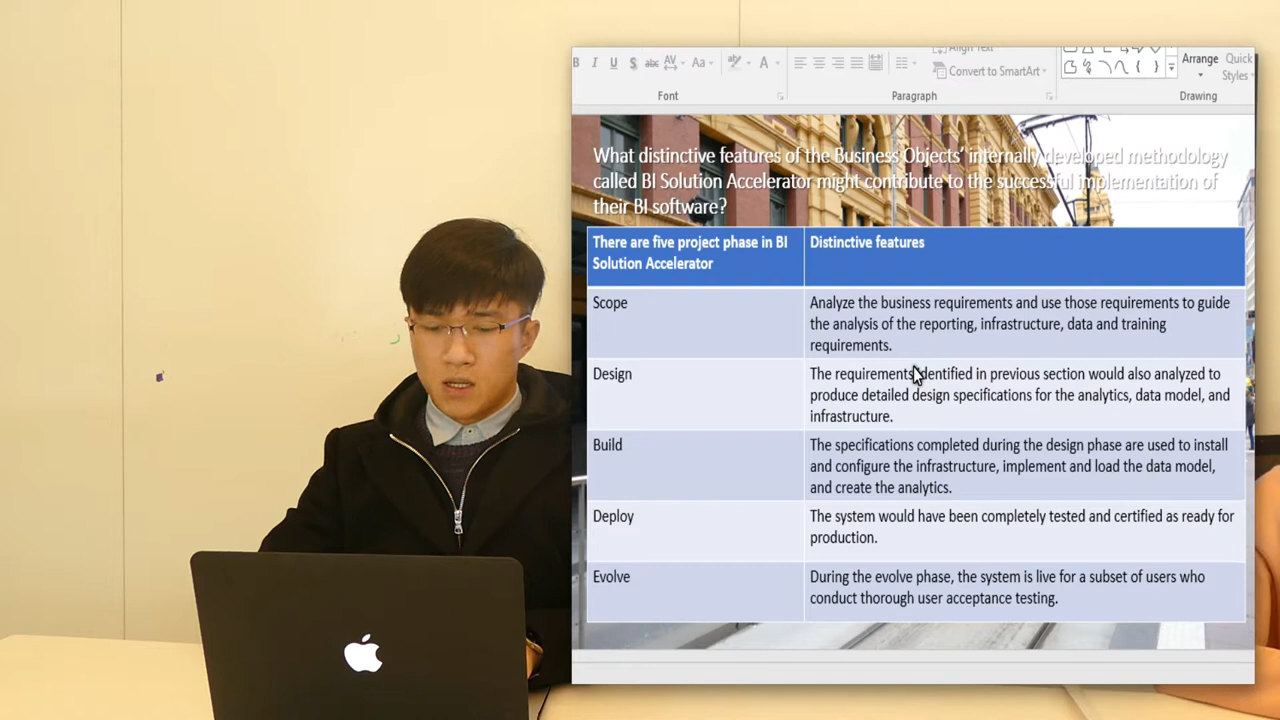 Align Text
B I U S abc AV Aa A
Convert to SmartArt
Arrange
Quick
Styles
Font
Paragraph
Drawing
What distinctive features of the Business Objects' internally developed methodology
called BI Solution Accelerator might contribute to the successful implementation of
their BI software?
There are five project phase in BI
Solution Accelerator
Distinctive features
Scope
Analyze the business requirements and use those requirements to guide
the analysis of the reporting, infrastructure, data and training
requirements.
Design
The requirements identified in previous section would also analyzed to
produce detailed design specifications for the analytics, data model, and
infrastructure.
Build
The specifications completed during the design phase are used to install
and configure the infrastructure, implement and load the data model,
and create the analytics.
Deploy
The system would have been completely tested and certified as ready for
production.
Evolve
During the evolve phase, the system is live for a subset of users who
conduct thorough user acceptance testing.